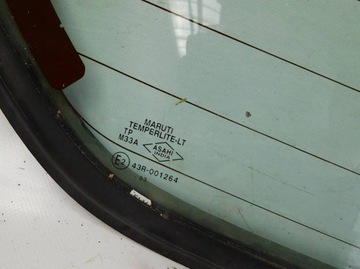 MARUTI
TEMPERLITE-LT
TP
M33A
ASAHI
INDIA
E2 43R-001264